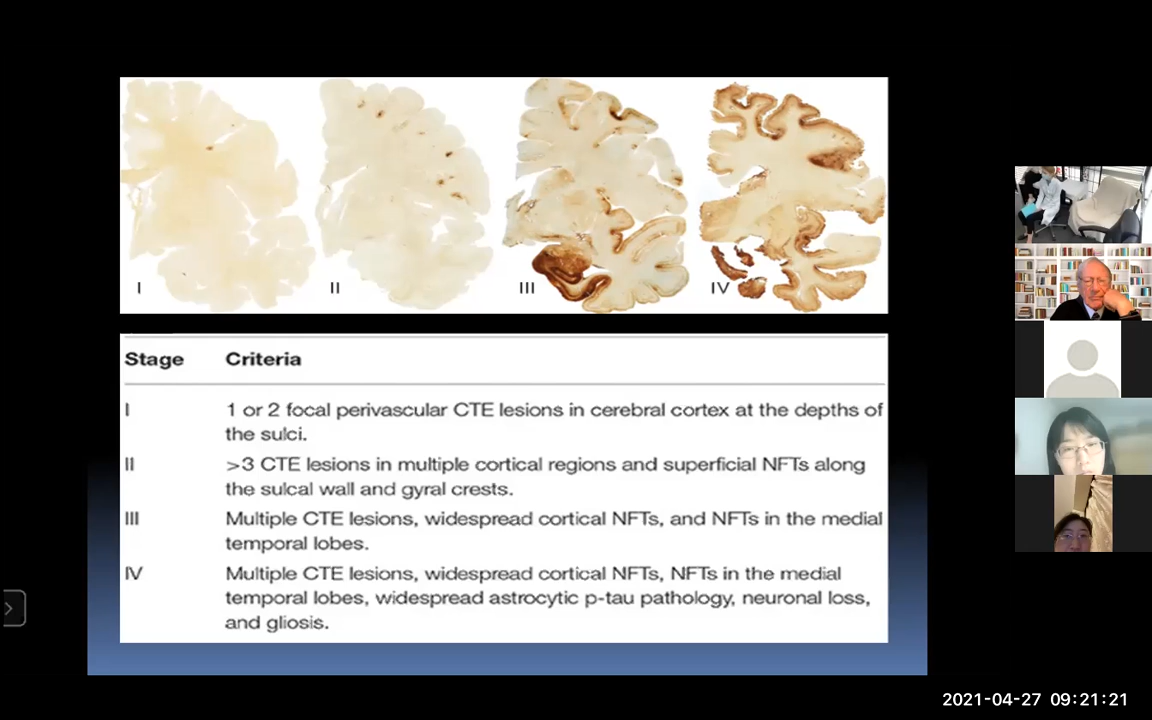 I II III IV
Stage Criteria
I 1 or 2 focal perivascular CTE lesions in cerebral cortex at the depths of
the sulci.
II >3 CTE lesions in multiple cortical regions and superficial NFTs along
the sulcal wall and gyral crests.
III Multiple CTE lesions, widespread cortical NFTs, and NFTs in the medial
temporal lobes.
IV Multiple CTE lesions, widespread cortical NFTs, NFTs in the medial
temporal lobes, widespread astrocytic p-tau pathology, neuronal loss,
and gliosis.
2021-04-27 09:21:21